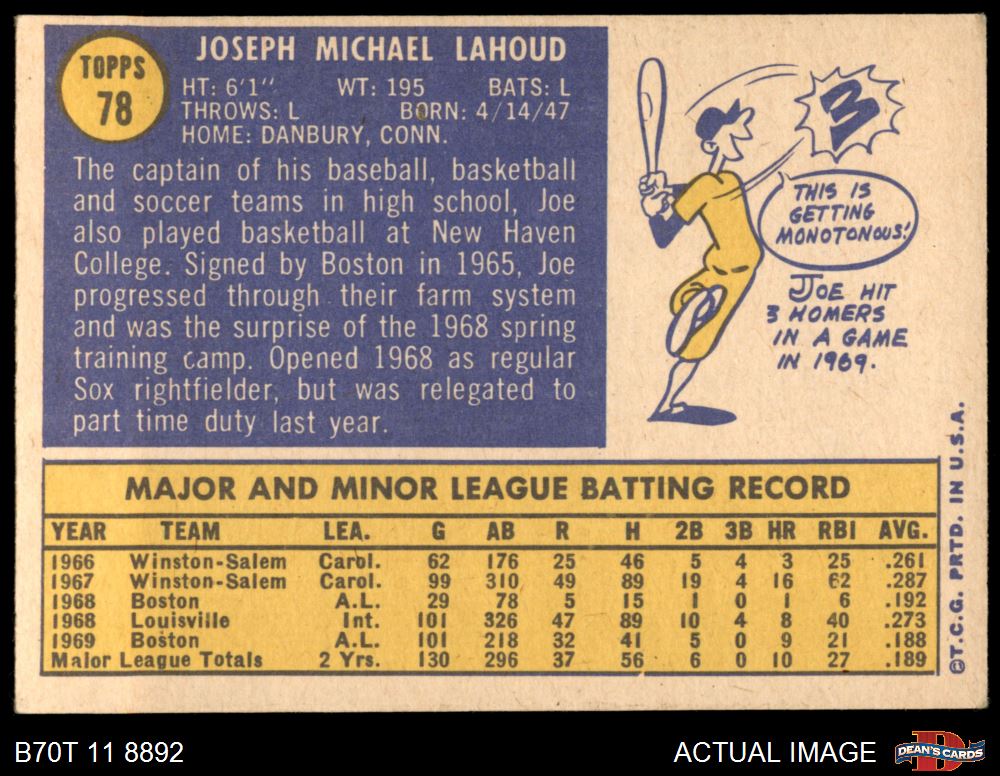 TOPPS
78
JOSEPH MICHAEL LAHOUD
HT: 6'1" WT: 195 BATS: L
THROWS: L BORN: 4/14/47
HOME: DANBURY, CONN.
The captain of his baseball, basketball
and soccer teams in high school, Joe
also played basketball at New Haven
College. Signed by Boston in 1965, Joe
progressed through their farm system
and was the surprise of the 1968 spring
training camp. Opened 1968 as regular
Sox rightfielder, but was relegated to
part time duty last year.
3
THIS IS
GETTING
MONOTONOUS!
JOE HIT
3 HOMERS
IN A GAME
IN 1969.
MAJOR AND MINOR LEAGUE BATTING RECORD
YEAR TEAM LEA. G AB R H 2B 3B HR RBI AVG.
1966 Winston-Salem Carol. 62 176 25 46 5 4 3 25 .261
1967 Winston-Salem Carol. 99 310 49 89 19 4 16 62 .287
1968 Boston A.L. 29 78 5 15 1 0 1 6 .192
1968 Louisville Int. 101 326 47 89 10 4 8 40 .273
1969 Boston A.L. 101 218 32 41 5 0 9 21 .188
Major League Totals 2 Yrs. 130 296 37 56 6 0 10 27 .189
©T.C.G. PRTD. IN U.S.A.
B70T 11 8892
ACTUAL IMAGE
D
DEAN'S CARDS